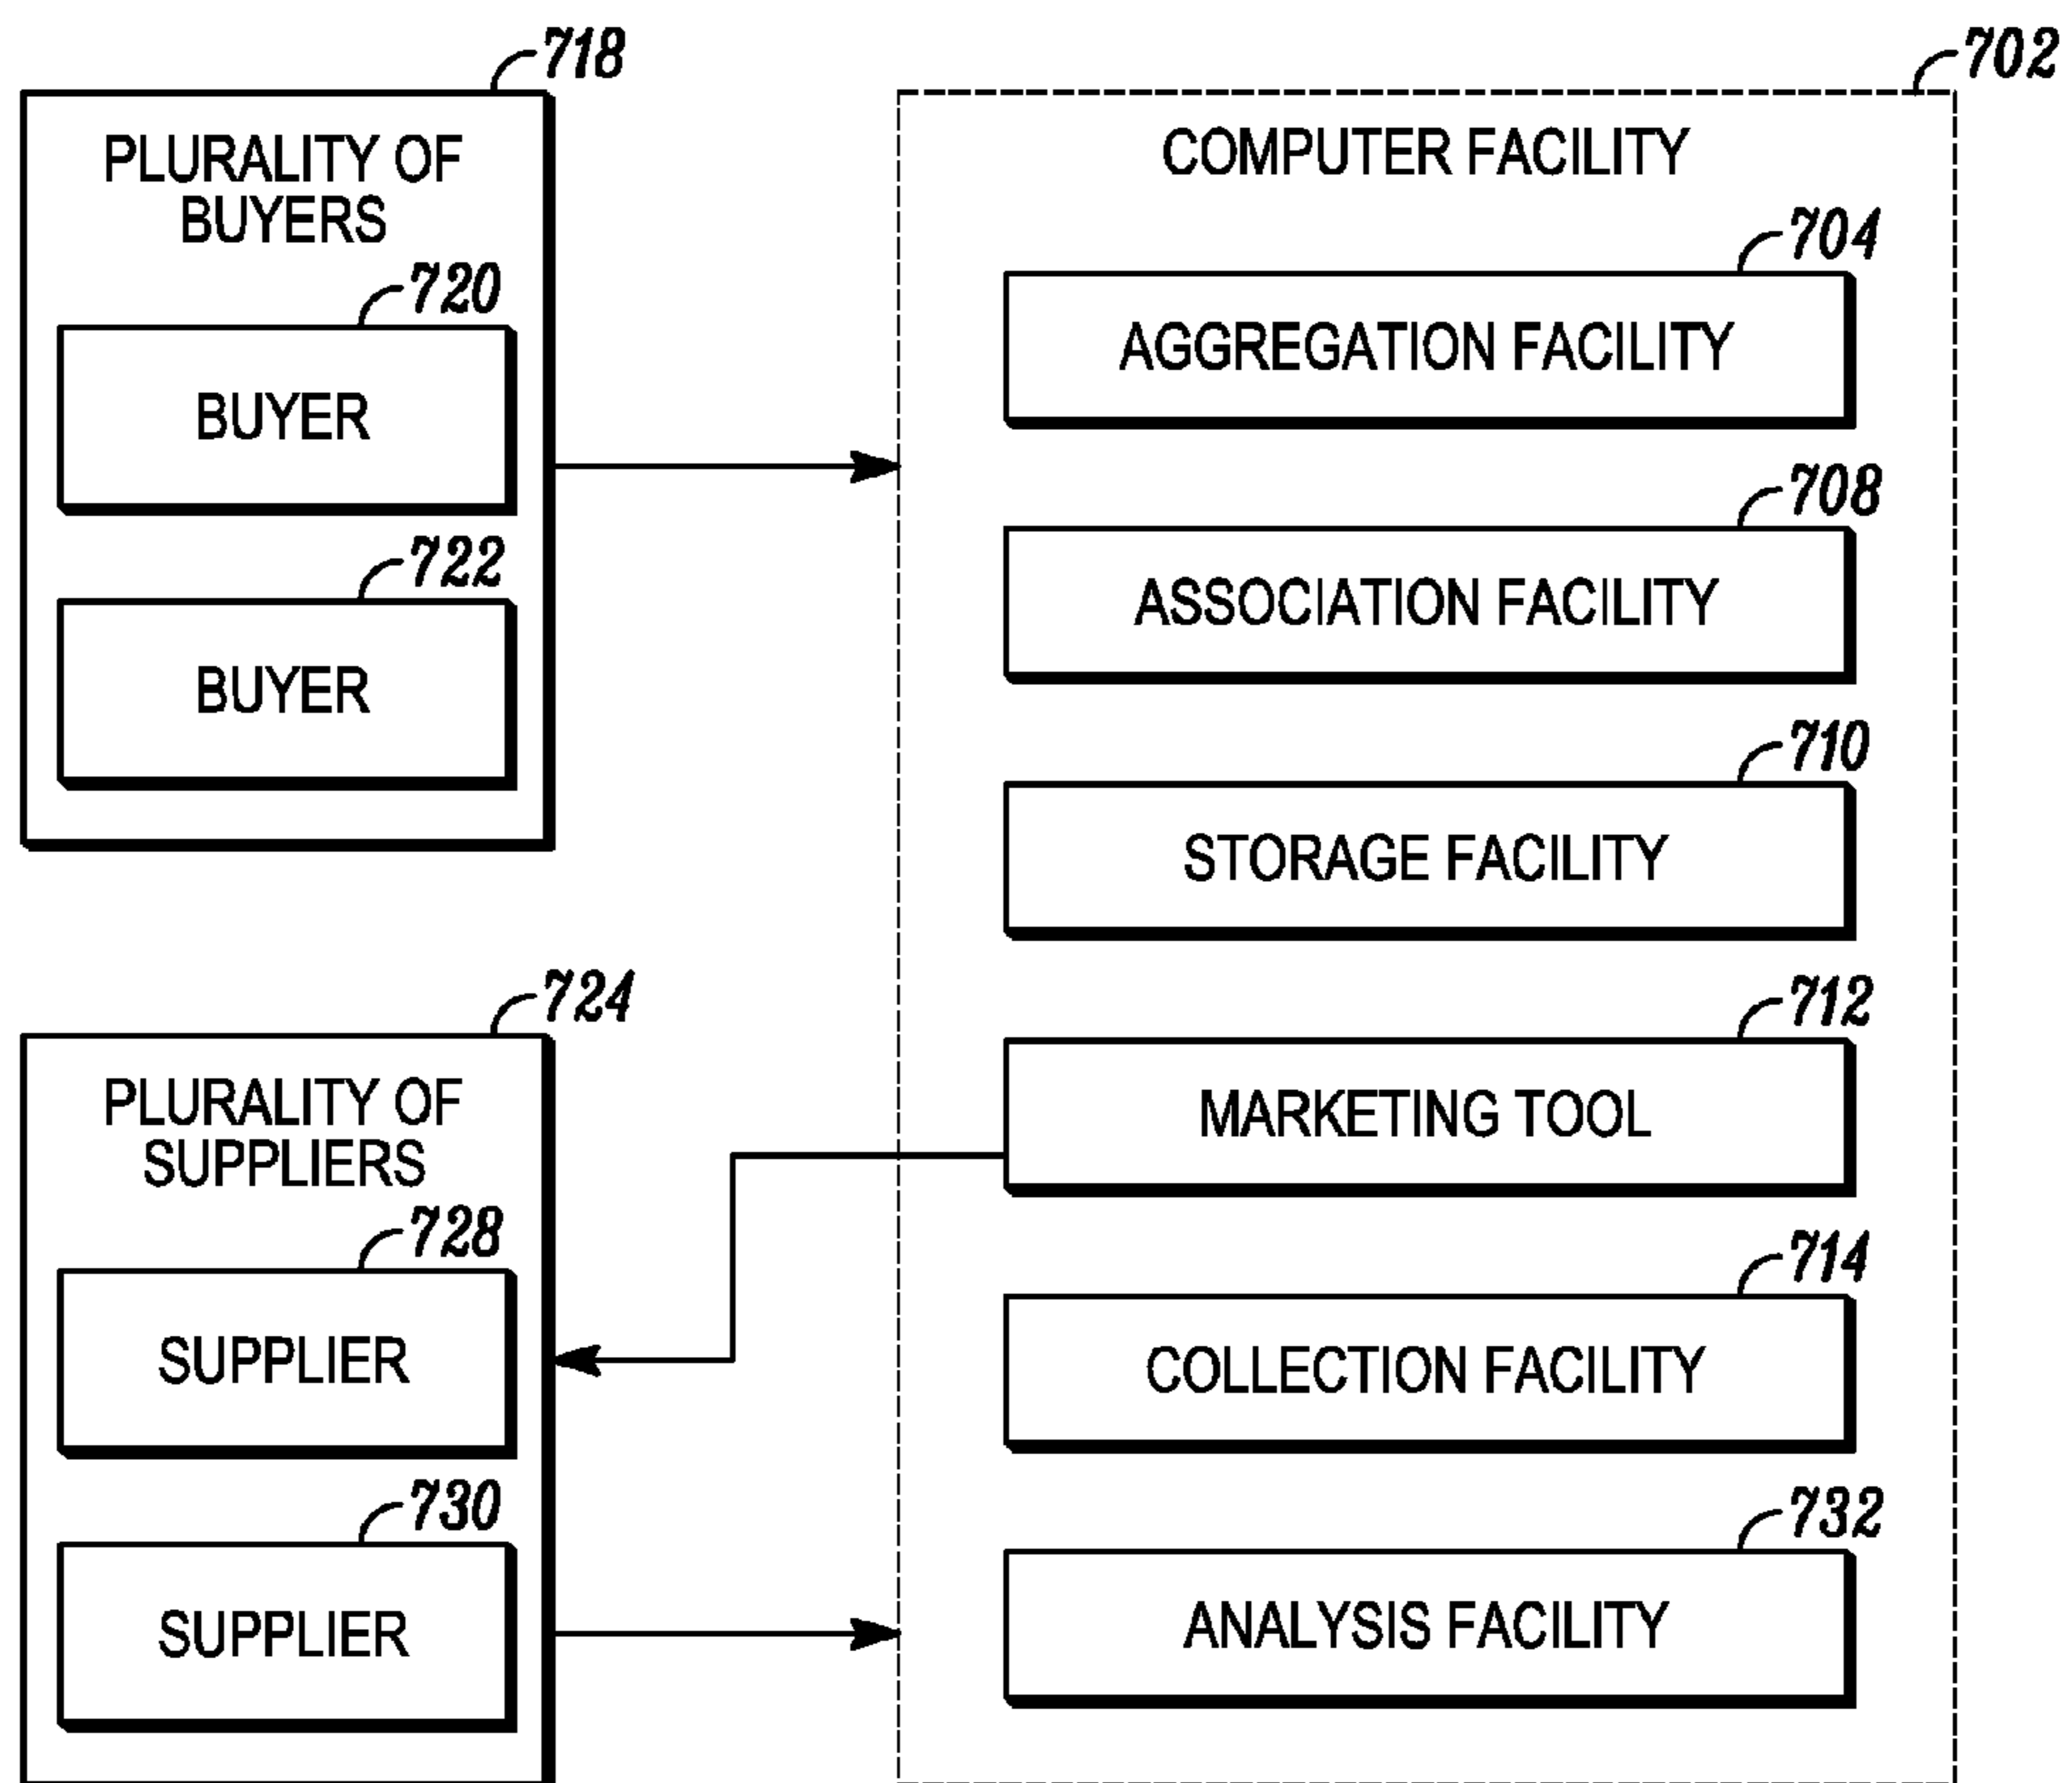 718
PLURALITY OF
BUYERS
720
BUYER
722
BUYER
724
PLURALITY OF
SUPPLIERS
728
SUPPLIER
730
SUPPLIER
702
COMPUTER FACILITY
704
AGGREGATION FACILITY
708
ASSOCIATION FACILITY
710
STORAGE FACILITY
712
MARKETING TOOL
714
COLLECTION FACILITY
732
ANALYSIS FACILITY